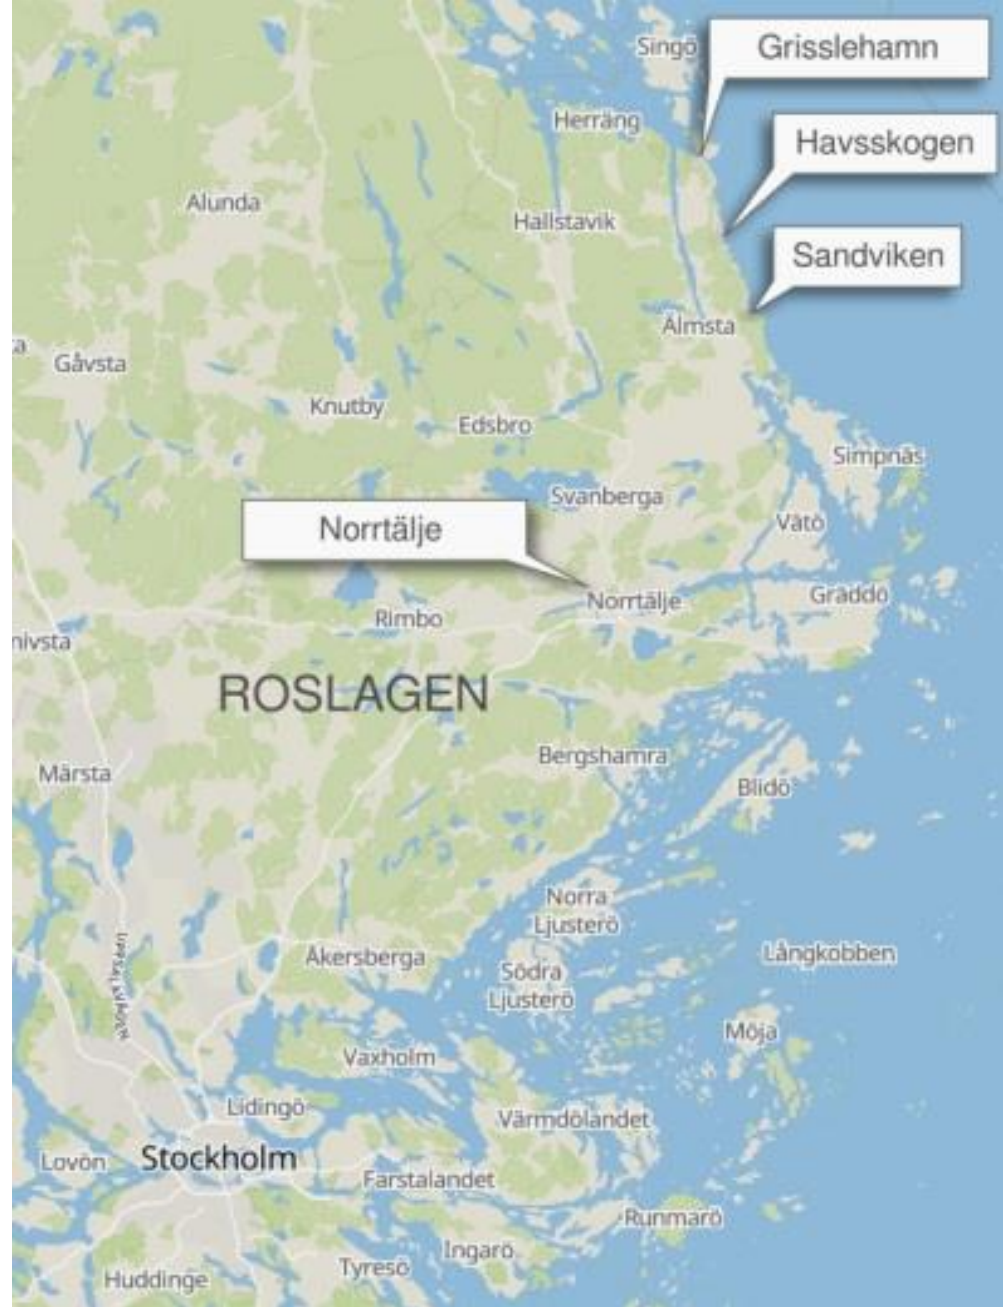 Singö
Grisslehamn
Herräng
Havsskogen
Alunda
Hallstavik
Sandviken
Älmsta
a
Gåvsta
Knutby
Edsbro
Simpnäs
Svanberga
Vätö
Norrtälje
Norrtälje
Gräddö
Rimbo
nivsta
ROSLAGEN
Bergshamra
Märsta
Blidö
Norra
Ljusterö
Långkobben
Åkersberga
Södra
Ljusterö
UPPSALAVÄGEN
Möja
Vaxholm
Lidingö
Värmdölandet
Stockholm
Lovön
Farstalandet
Runmarö
Ingarö
Tyresö
Huddinge